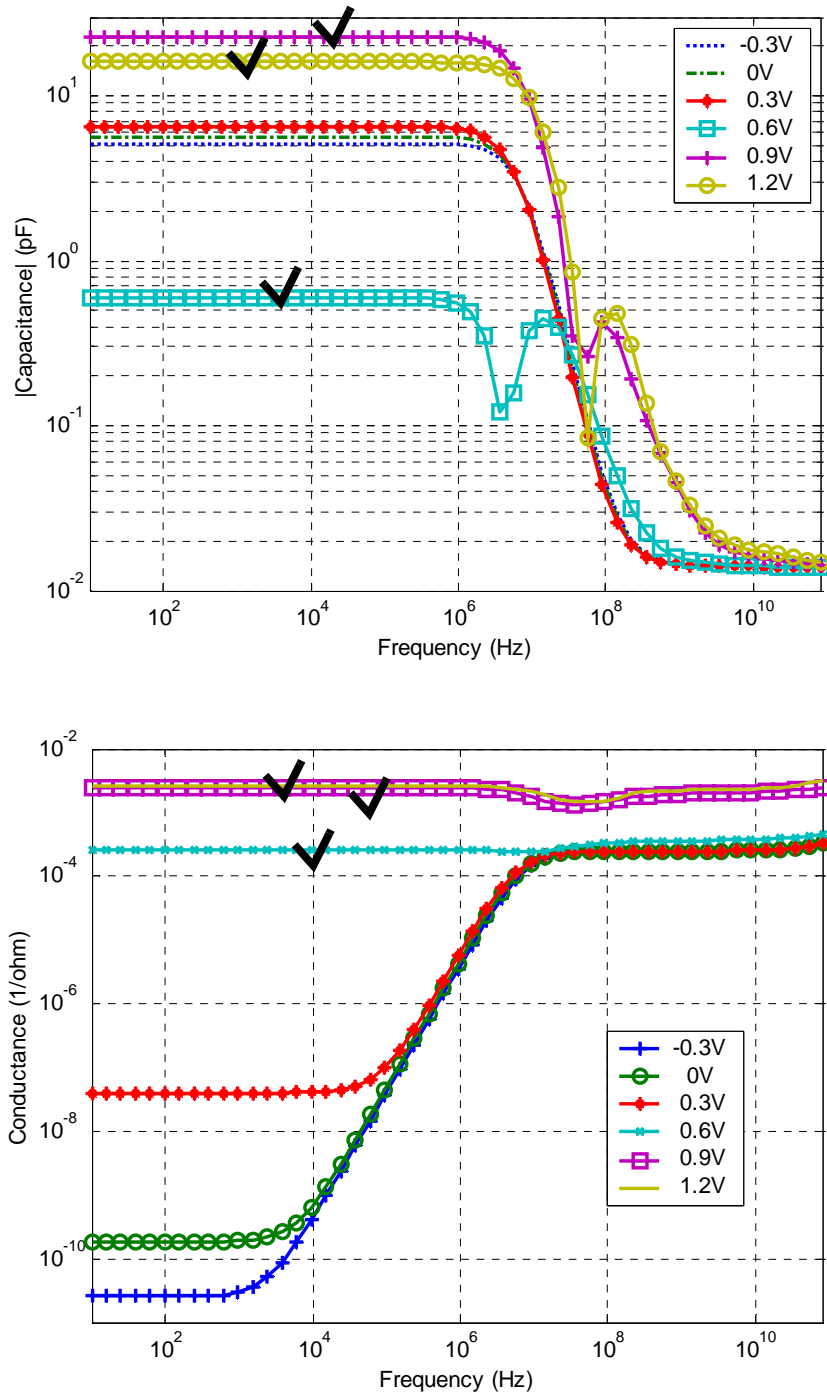 -0.3V
0V
0.3V
0.6V
0.9V
1.2V
10^1
10^0
10^-1
10^-2
|Capacitance| (pF)
10^2
10^4
10^6
10^8
10^10
Frequency (Hz)
10^-2
10^-4
10^-6
10^-8
10^-10
Conductance (1/ohm)
-0.3V
0V
0.3V
0.6V
0.9V
1.2V
10^2
10^4
10^6
10^8
10^10
Frequency (Hz)